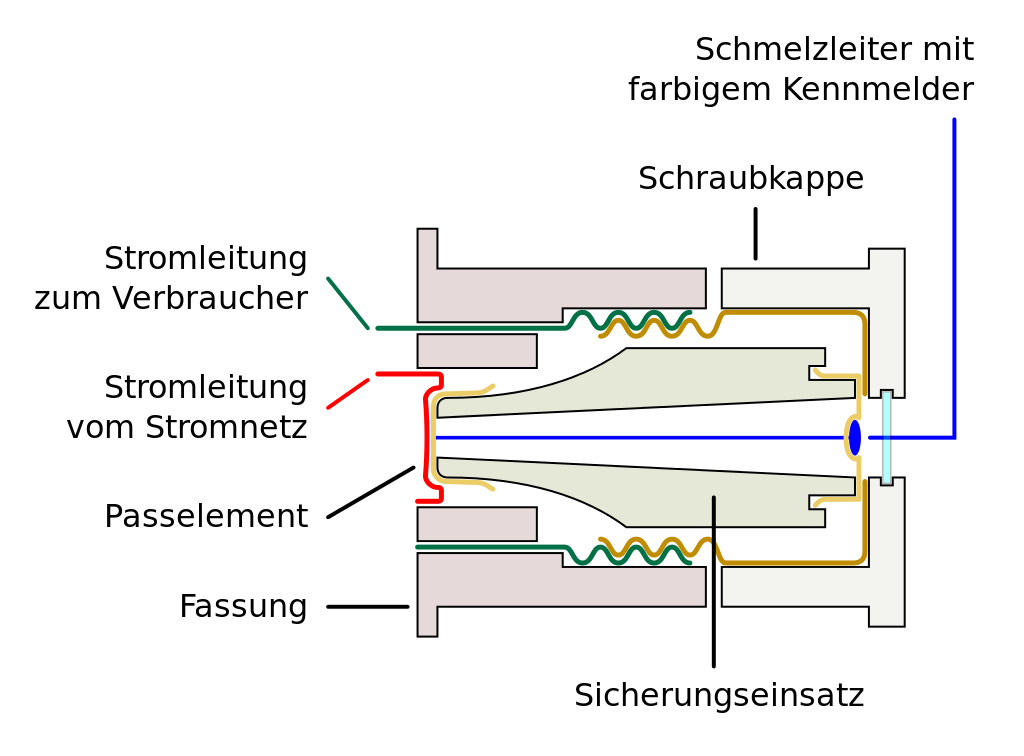 Schmelzleiter mit
farbigem Kennmelder
Schraubkappe
Stromleitung
zum Verbraucher
Stromleitung
vom Stromnetz
Passelement
Fassung
Sicherungseinsatz